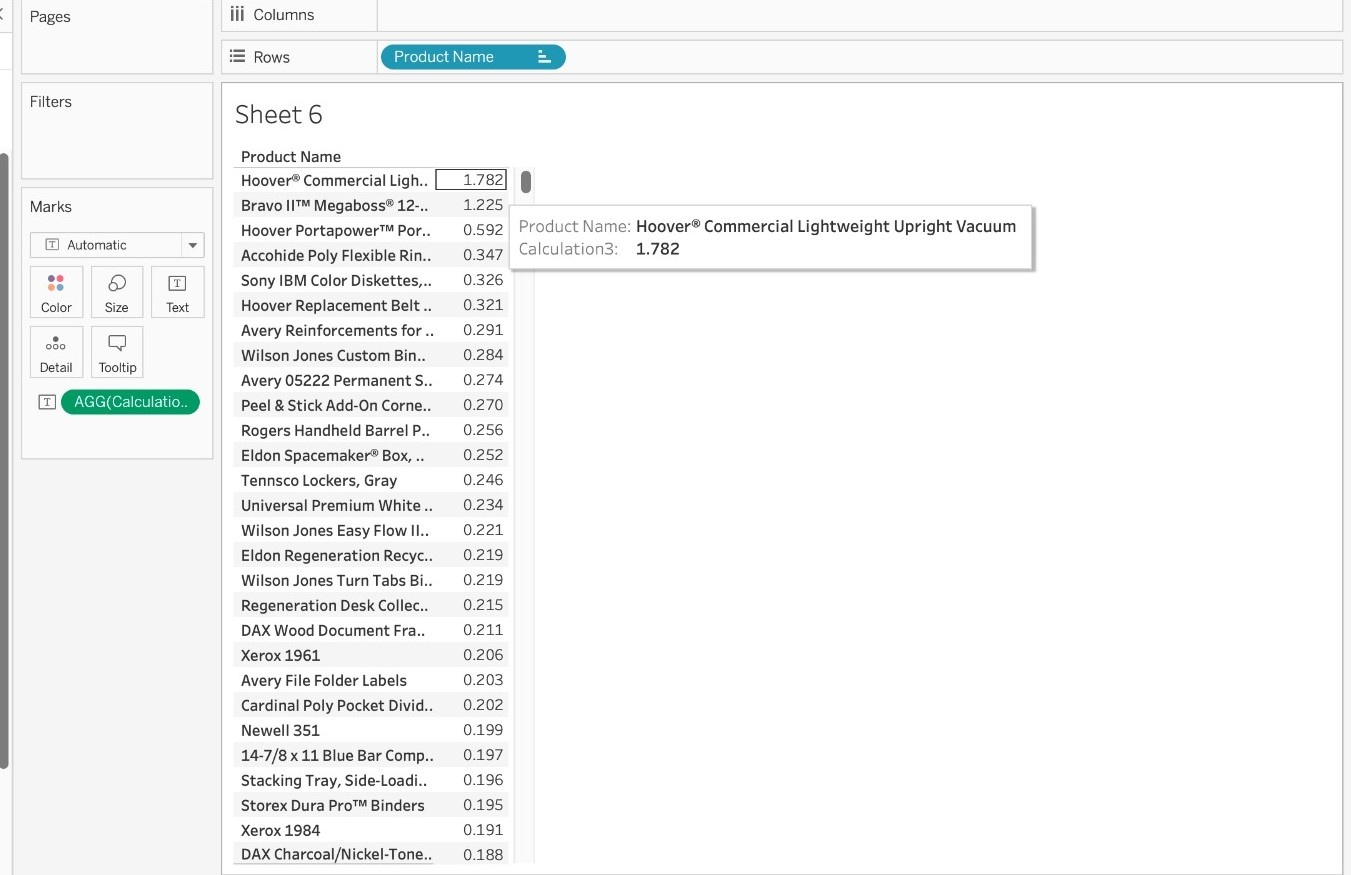 Pages
Columns
Rows
Product Name
Filters
Marks
Automatic
Color
Size
Text
Detail
Tooltip
AGG(Calculatio..
Sheet 6
Product Name
Hoover® Commercial Ligh.. 1.782
Bravo II™ Megaboss® 12-.. 1.225
Hoover Portapower™ Por.. 0.592
Accohide Poly Flexible Rin.. 0.347
Sony IBM Color Diskettes,.. 0.326
Hoover Replacement Belt .. 0.321
Avery Reinforcements for .. 0.291
Wilson Jones Custom Bin.. 0.284
Avery 05222 Permanent S.. 0.274
Peel & Stick Add-On Corne.. 0.270
Rogers Handheld Barrel P.. 0.256
Eldon Spacemaker® Box, .. 0.252
Tennsco Lockers, Gray 0.246
Universal Premium White .. 0.234
Wilson Jones Easy Flow II.. 0.221
Eldon Regeneration Recyc.. 0.219
Wilson Jones Turn Tabs Bi.. 0.219
Regeneration Desk Collec.. 0.215
DAX Wood Document Fra.. 0.211
Xerox 1961 0.206
Avery File Folder Labels 0.203
Cardinal Poly Pocket Divid.. 0.202
Newell 351 0.199
14-7/8 x 11 Blue Bar Comp.. 0.197
Stacking Tray, Side-Loadi.. 0.196
Storex Dura Pro™ Binders 0.195
Xerox 1984 0.191
DAX Charcoal/Nickel-Tone.. 0.188
Product Name: Hoover® Commercial Lightweight Upright Vacuum
Calculation3: 1.782